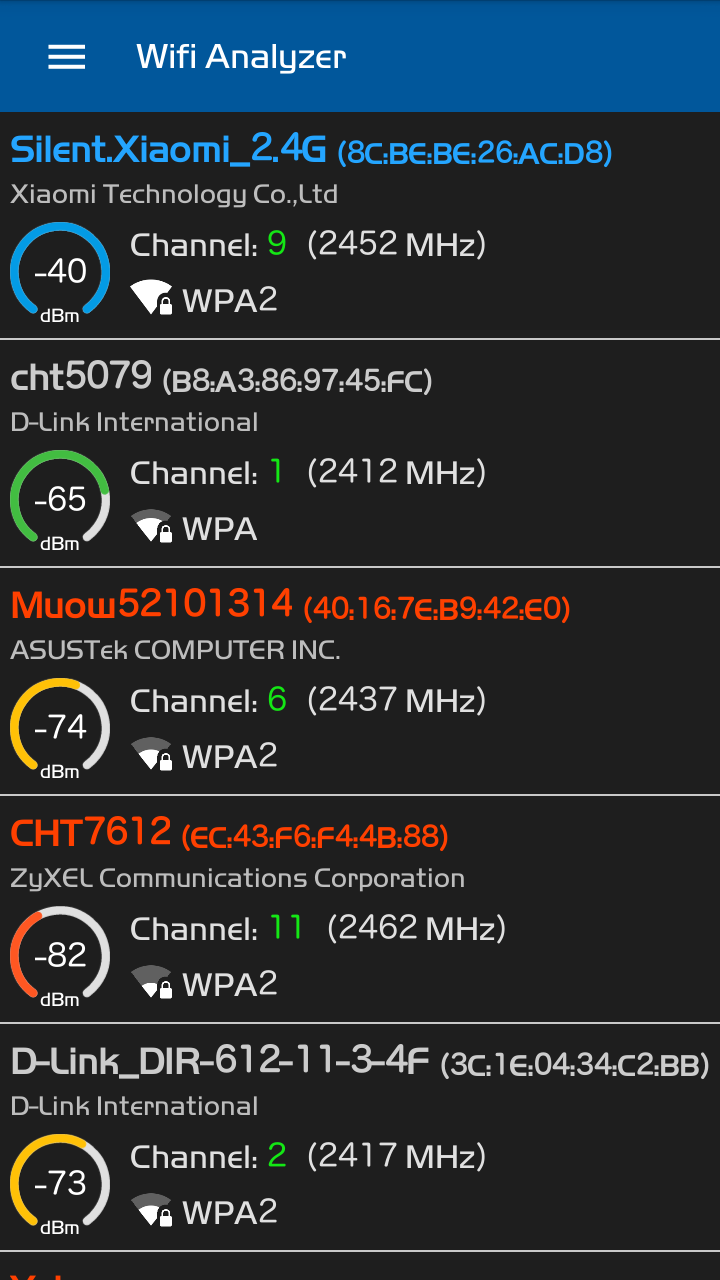 Wifi Analyzer
Silent.Xiaomi_2.4G (8C:BE:BE:26:AC:D8)
Xiaomi Technology Co.,Ltd
-40 dBm
Channel: 9 (2452 MHz)
WPA2
cht5079 (B8:A3:86:97:45:FC)
D-Link International
-65 dBm
Channel: 1 (2412 MHz)
WPA
Muow52101314 (40:16:7E:B9:42:E0)
ASUSTek COMPUTER INC.
-74 dBm
Channel: 6 (2437 MHz)
WPA2
CHT7612 (EC:43:F6:F4:4B:88)
ZyXEL Communications Corporation
-82 dBm
Channel: 11 (2462 MHz)
WPA2
D-Link_DIR-612-11-3-4F (3C:1E:04:34:C2:BB)
D-Link International
-73 dBm
Channel: 2 (2417 MHz)
WPA2